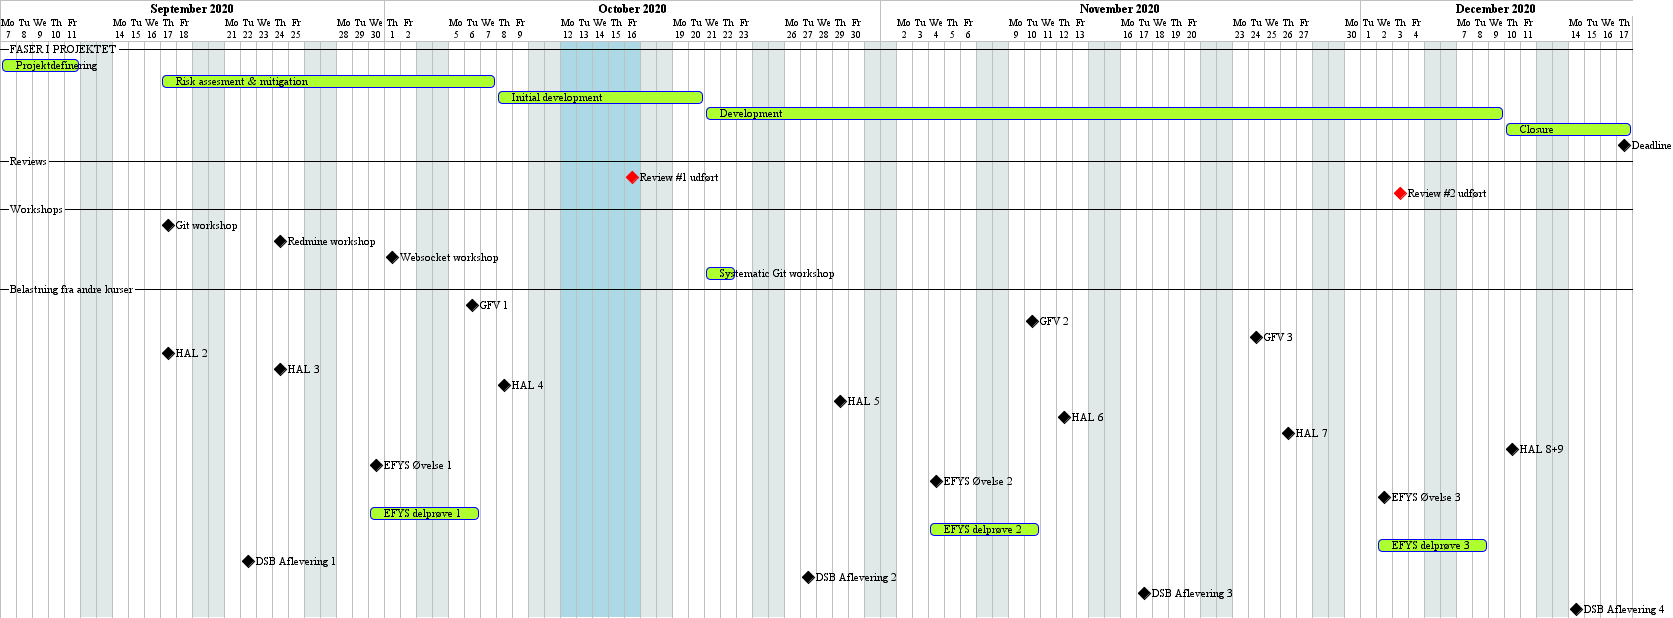 September 2020 October 2020 November 2020 December 2020
Mo Tu We Th Fr Mo Tu We Th Fr Mo Tu We Th Fr Mo Tu We Th Fr Mo Tu We Th Fr Mo Tu We Th Fr Mo Tu We Th Fr Mo Tu We Th Fr Mo Tu We Th Fr Mo Tu We Th Fr Mo Tu We Th Fr Mo Tu We Th Fr Mo Tu We Th Fr Mo Tu We Th Fr Mo Tu We Th
7 8 9 10 11 14 15 16 17 18 21 22 23 24 25 28 29 30 1 2 5 6 7 8 9 12 13 14 15 16 19 20 21 22 23 26 27 28 29 30 2 3 4 5 6 9 10 11 12 13 16 17 18 19 20 23 24 25 26 27 30 1 2 3 4 7 8 9 10 11 14 15 16 17
FASER I PROJEKTET
Projektdefinering
Risk assesment & mitigation
Initial development
Development
Closure
Deadline
Reviews
Review #1 udført
Review #2 udført
Workshops
Git workshop
Redmine workshop
Websocket workshop
Systematic Git workshop
Belastning fra andre kurser
GFV 1
GFV 2
GFV 3
HAL 2
HAL 3
HAL 4
HAL 5
HAL 6
HAL 7
HAL 8+9
EFYS Øvelse 1
EFYS Øvelse 2
EFYS Øvelse 3
EFYS delprøve 1
EFYS delprøve 2
EFYS delprøve 3
DSB Aflevering 1
DSB Aflevering 2
DSB Aflevering 3
DSB Aflevering 4